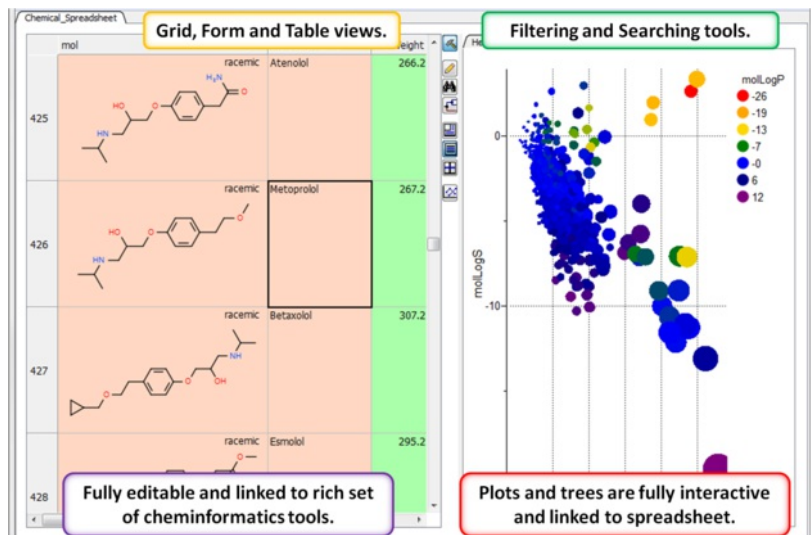 Chemical_Spreadsheet
Grid, Form and Table views.
Filtering and Searching tools.
mol
eight
He
racemic
Atenolol
266.2
425
H₂N
OH
O
O
HN
racemic
Metoprolol
267.2
426
OH
O
O
HN
racemic
Betaxolol
307.2
427
HN
O
O
OH
racemic
Esmolol
295.2
428
O
molLogP
-26
-19
-13
-7
-0
6
12
0
molLogS
-10
Fully editable and linked to rich set
of cheminformatics tools.
Plots and trees are fully interactive
and linked to spreadsheet.